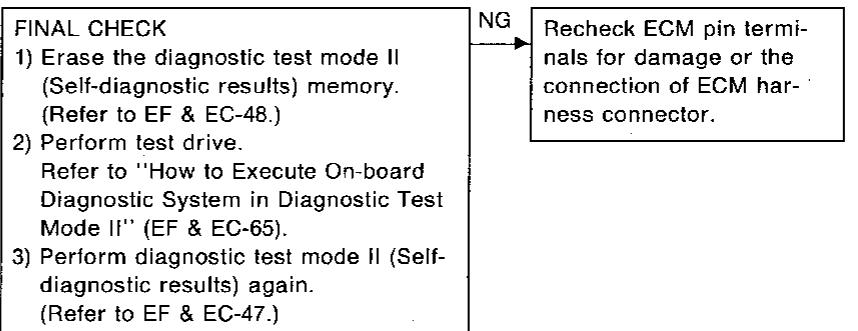 FINAL CHECK
1) Erase the diagnostic test mode II
(Self-diagnostic results) memory.
(Refer to EF & EC-48.)
2) Perform test drive.
Refer to "How to Execute On-board
Diagnostic System in Diagnostic Test
Mode II" (EF & EC-65).
3) Perform diagnostic test mode II (Self-
diagnostic results) again.
(Refer to EF & EC-47.)
NG
Recheck ECM pin termi-
nals for damage or the
connection of ECM har-
ness connector.